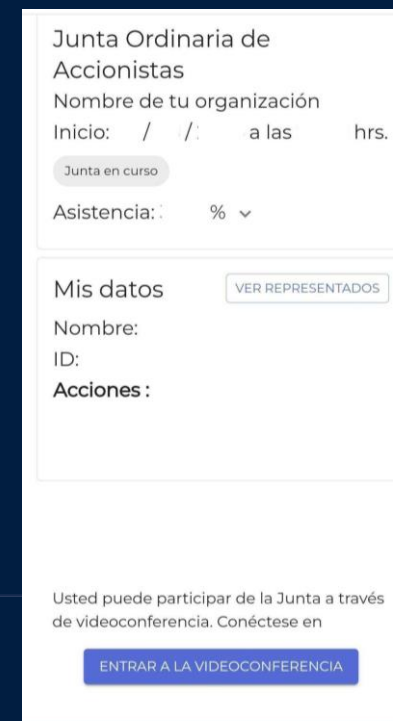 Junta Ordinaria de
Accionistas
Nombre de tu organización
Inicio: / / a las hrs.
Junta en curso
Asistencia: %
Mis datos
VER REPRESENTADOS
Nombre:
ID:
Acciones :
Usted puede participar de la Junta a través
de videoconferencia. Conéctese en
ENTRAR A LA VIDEOCONFERENCIA